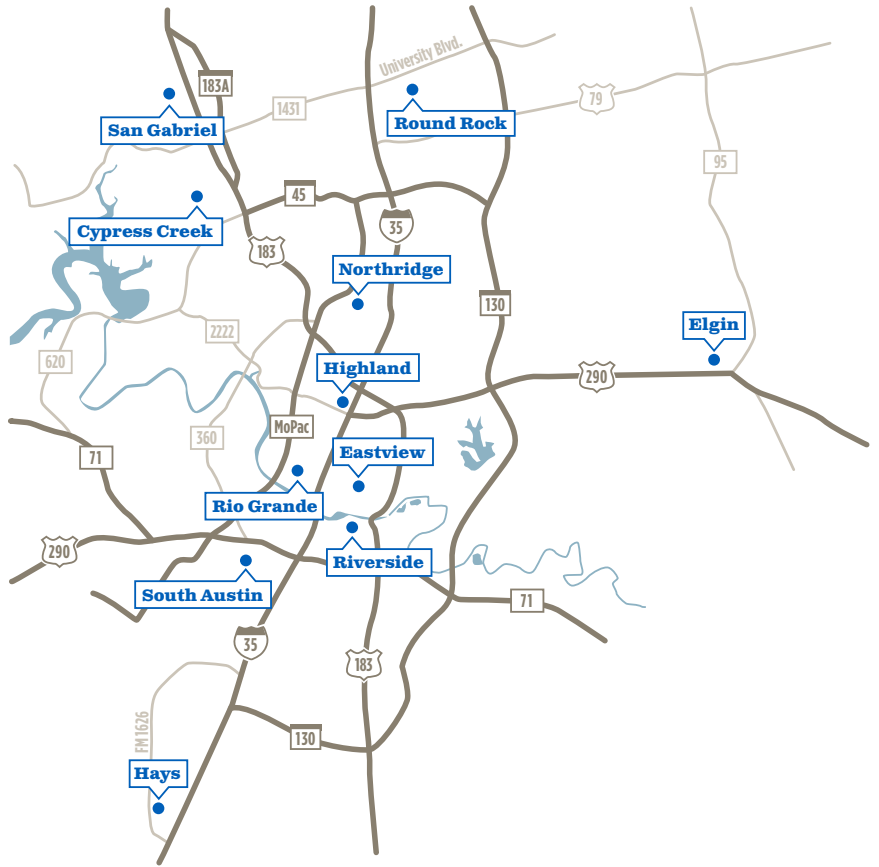 University Blvd.
183A
1431
79
San Gabriel
Round Rock
95
45
Cypress Creek
35
183
Northridge
130
Elgin
2222
620
Highland
290
MoPac
360
71
Eastview
Rio Grande
290
Riverside
South Austin
71
35
183
FM 1626
130
Hays